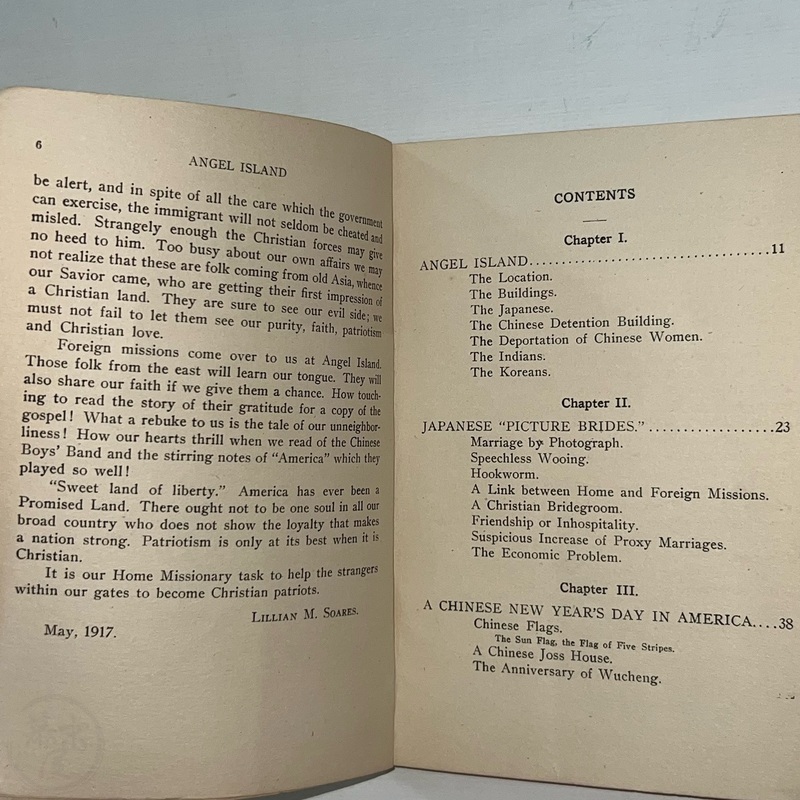 6
ANGEL ISLAND
be alert, and in spite of all the care which the government
can exercise, the immigrant will not seldom be cheated and
misled. Strangely enough the Christian forces may give
no heed to him. Too busy about our own affairs we may
not realize that these are folk coming from old Asia, whence
our Savior came, who are getting their first impression of
a Christian land. They are sure to see our evil side; we
must not fail to let them see our purity, faith, patriotism
and Christian love.
Foreign missions come over to us at Angel Island.
Those folk from the east will learn our tongue. They will
also share our faith if we give them a chance. How touch-
ing to read the story of their gratitude for a copy of the
gospel! What a rebuke to us is the tale of our unneighbor-
liness! How our hearts thrill when we read of the Chinese
Boys' Band and the stirring notes of "America" which they
played so well!
"Sweet land of liberty." America has ever been a
Promised Land. There ought not to be one soul in all our
broad country who does not show the loyalty that makes
a nation strong. Patriotism is only at its best when it is
Christian.
It is our Home Missionary task to help the strangers
within our gates to become Christian patriots.
LILLIAN M. SOARES.
May, 1917.
CONTENTS
Chapter I.
ANGEL ISLAND...................................11
The Location.
The Buildings.
The Japanese.
The Chinese Detention Building.
The Deportation of Chinese Women.
The Indians.
The Koreans.
Chapter II.
JAPANESE "PICTURE BRIDES."..................23
Marriage by Photograph.
Speechless Wooing.
Hookworm.
A Link between Home and Foreign Missions.
A Christian Bridegroom.
Friendship or Inhospitality.
Suspicious Increase of Proxy Marriages.
The Economic Problem.
Chapter III.
A CHINESE NEW YEAR'S DAY IN AMERICA....38
Chinese Flags.
The Sun Flag, the Flag of Five Stripes.
A Chinese Joss House.
The Anniversary of Wucheng.